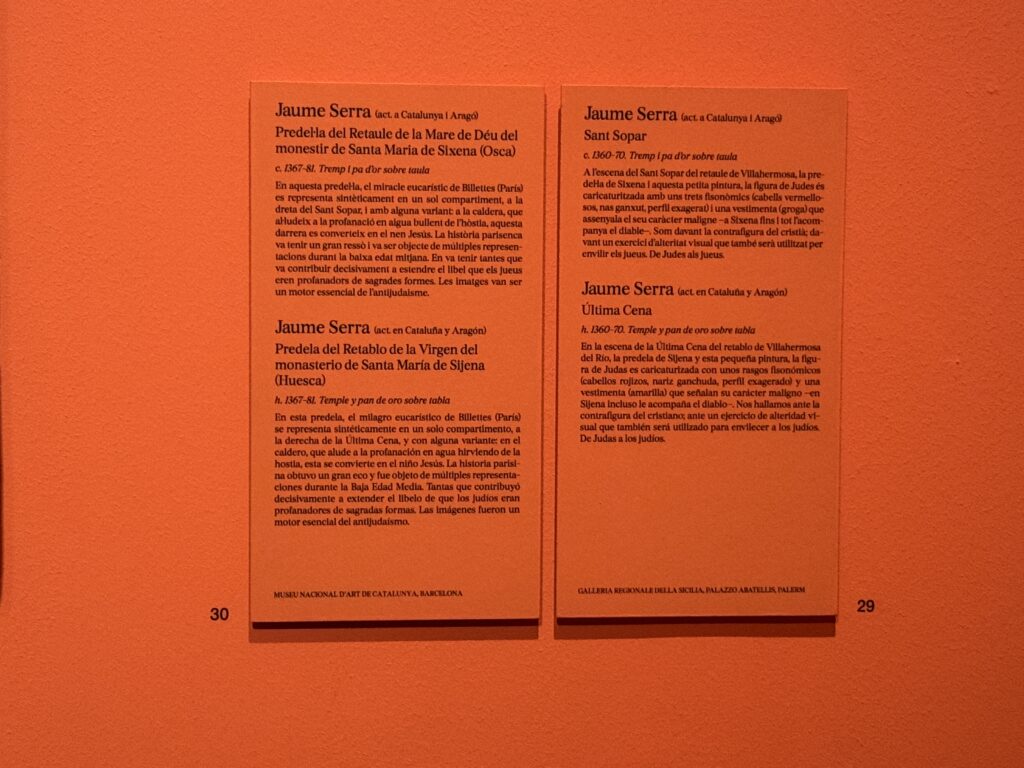 Jaume Serra (act. a Catalunya i Aragó)
Predel·la del Retaule de la Mare de Déu del
monestir de Santa Maria de Sixena (Osca)
c. 1367-81. Tremp i pa d'or sobre taula
En aquesta predel·la, el miracle eucarístic de Billettes (París)
es representa sintèticament en un sol compartiment, a la
dreta del Sant Sopar, i amb alguna variant: a la caldera, que
al·ludeix a la profanació en aigua bullent de l'hòstia, aquesta
darrera es converteix en el nen Jesús. La història parisenca
va tenir un gran ressò i va ser objecte de múltiples represen-
tacions durant la baixa edat mitjana. En va tenir tantes que
va contribuir decisivament a estendre el libel que els jueus
eren profanadors de sagrades formes. Les imatges van ser
un motor essencial de l'antijudaisme.
Jaume Serra (act. en Cataluña y Aragón)
Predela del Retablo de la Virgen del
monasterio de Santa María de Sijena
(Huesca)
h. 1367-81. Temple y pan de oro sobre tabla
En esta predela, el milagro eucarístico de Billettes (París)
se representa sintéticamente en un solo compartimento, a
la derecha de la Última Cena, y con alguna variante: en el
caldero, que alude a la profanación en agua hirviendo de la
hostia, esta se convierte en el niño Jesús. La historia parisi-
na obtuvo un gran eco y fue objeto de múltiples representa-
ciones durante la Baja Edad Media. Tantas que contribuyó
decisivamente a extender el libelo de que los judíos eran
profanadores de sagradas formas. Las imágenes fueron un
motor esencial del antijudaísmo.
MUSEU NACIONAL D'ART DE CATALUNYA, BARCELONA
30
Jaume Serra (act. a Catalunya i Aragó)
Sant Sopar
c. 1360-70. Tremp i pa d'or sobre taula
A l'escena del Sant Sopar del retaule de Villahermosa, la pre-
del·la de Sixena i aquesta petita pintura, la figura de Judes és
caricaturitzada amb uns trets fisonòmics (cabells vermello-
sos, nas ganxut, perfil exagerat) i una vestimenta (groga) que
assenyala el seu caràcter maligne –a Sixena fins i tot l'acom-
panya el diable–. Som davant la contrafigura del cristià; da-
vant un exercici d'alteritat visual que també serà utilitzat per
envilir els jueus. De Judes als jueus.
Jaume Serra (act. en Cataluña y Aragón)
Última Cena
h. 1360-70. Temple y pan de oro sobre tabla
En la escena de la Última Cena del retablo de Villahermosa
del Río, la predela de Sijena y esta pequeña pintura, la figu-
ra de Judas es caricaturizada con unos rasgos fisonómicos
(cabellos rojizos, nariz ganchuda, perfil exagerado) y una
vestimenta (amarilla) que señalan su carácter maligno –en
Sijena incluso le acompaña el diablo–. Nos hallamos ante la
contrafigura del cristiano; ante un ejercicio de alteridad vi-
sual que también será utilizado para envilecer a los judíos.
De Judas a los judíos.
GALLERIA REGIONALE DELLA SICILIA, PALAZZO ABATELLIS, PALERM
29